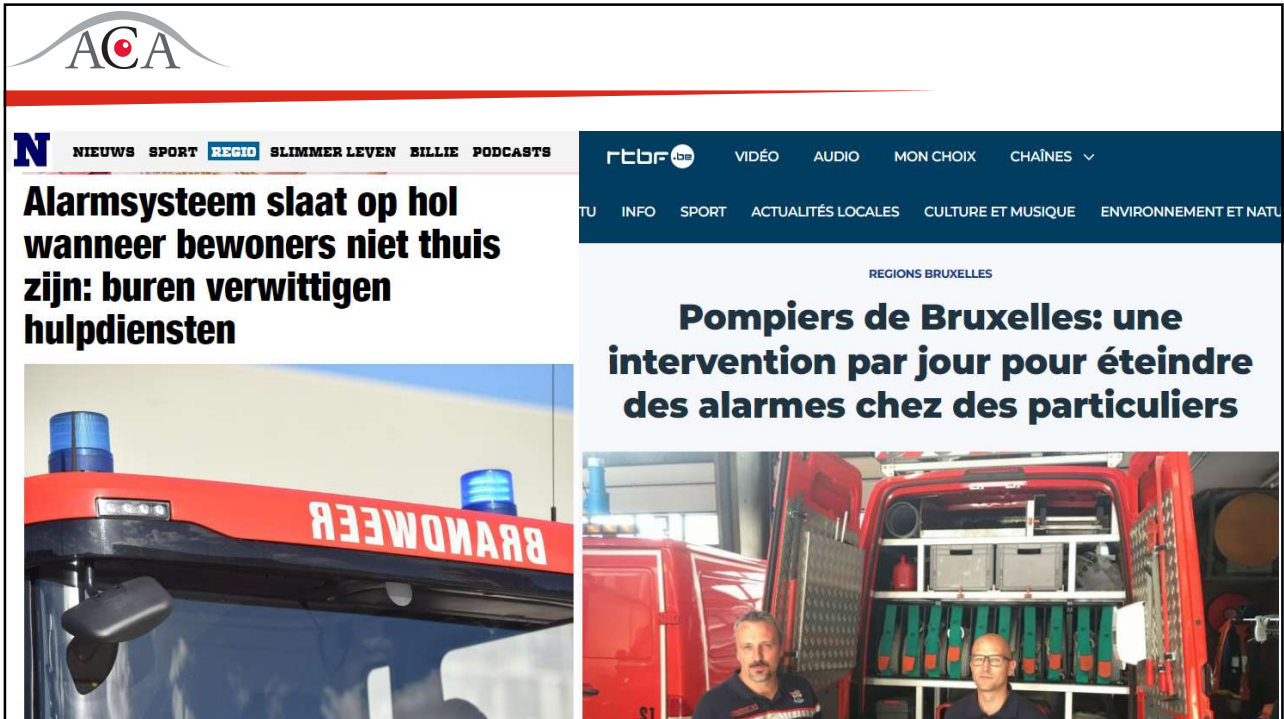 ACA
N NIEUWS SPORT REGIO SLIMMER LEVEN BILLIE PODCASTS
Alarmsysteem slaat op hol
wanneer bewoners niet thuis
zijn: buren verwittigen
hulpdiensten
BRANDWEER
rtbf.be VIDÉO AUDIO MON CHOIX CHAÎNES
TU INFO SPORT ACTUALITÉS LOCALES CULTURE ET MUSIQUE ENVIRONNEMENT ET NATU
REGIONS BRUXELLES
Pompiers de Bruxelles: une
intervention par jour pour éteindre
des alarmes chez des particuliers